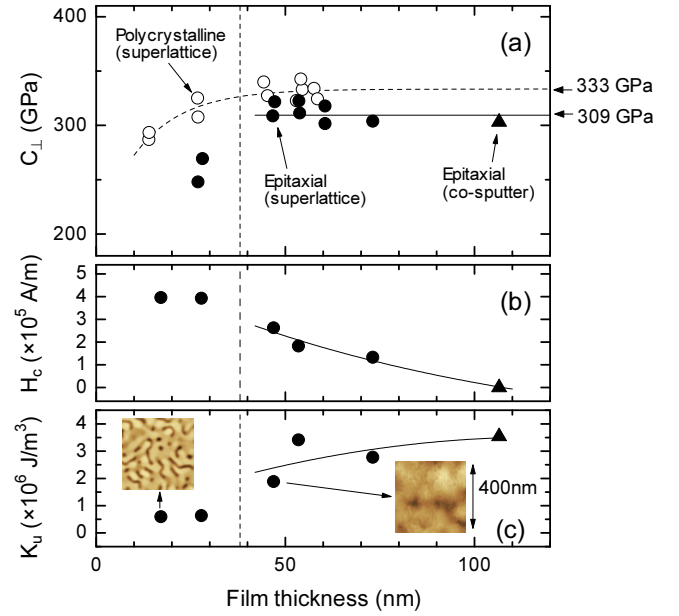 400
(a)
Polycrystalline
(superlattice)
333 GPa
300
309 GPa
C⊥ (GPa)
Epitaxial
(superlattice)
Epitaxial
(co-sputter)
200
5
(b)
4
3
2
1
0
Hc (×10^5 A/m)
4
3
2
1
0
Ku (×10^6 J/m^3)
400nm
(c)
0
50
100
Film thickness (nm)